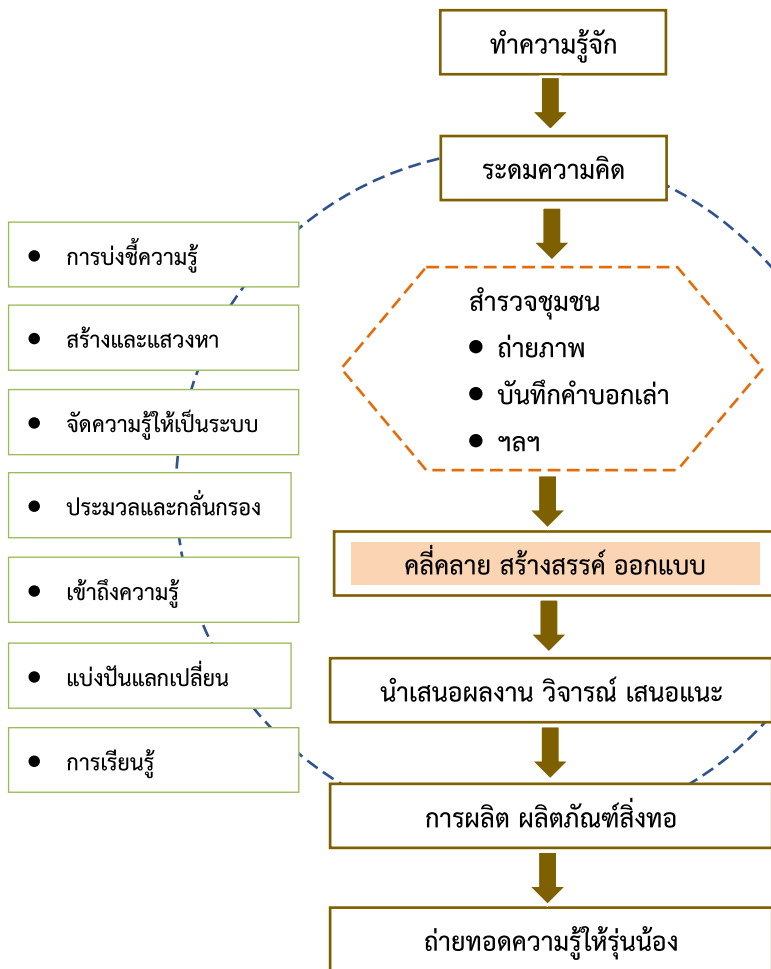 ทำความรู้จัก
ระดมความคิด
สำรวจชุมชน
● ถ่ายภาพ
● บันทึกคำบอกเล่า
● ฯลฯ
คลี่คลาย สร้างสรรค์ ออกแบบ
นำเสนอผลงาน วิจารณ์ เสนอแนะ
การผลิต ผลิตภัณฑ์สิ่งทอ
ถ่ายทอดความรู้ให้รุ่นน้อง
● การบ่งชี้ความรู้
● สร้างและแสวงหา
● จัดความรู้ให้เป็นระบบ
● ประมวลและกลั่นกรอง
● เข้าถึงความรู้
● แบ่งปันแลกเปลี่ยน
● การเรียนรู้